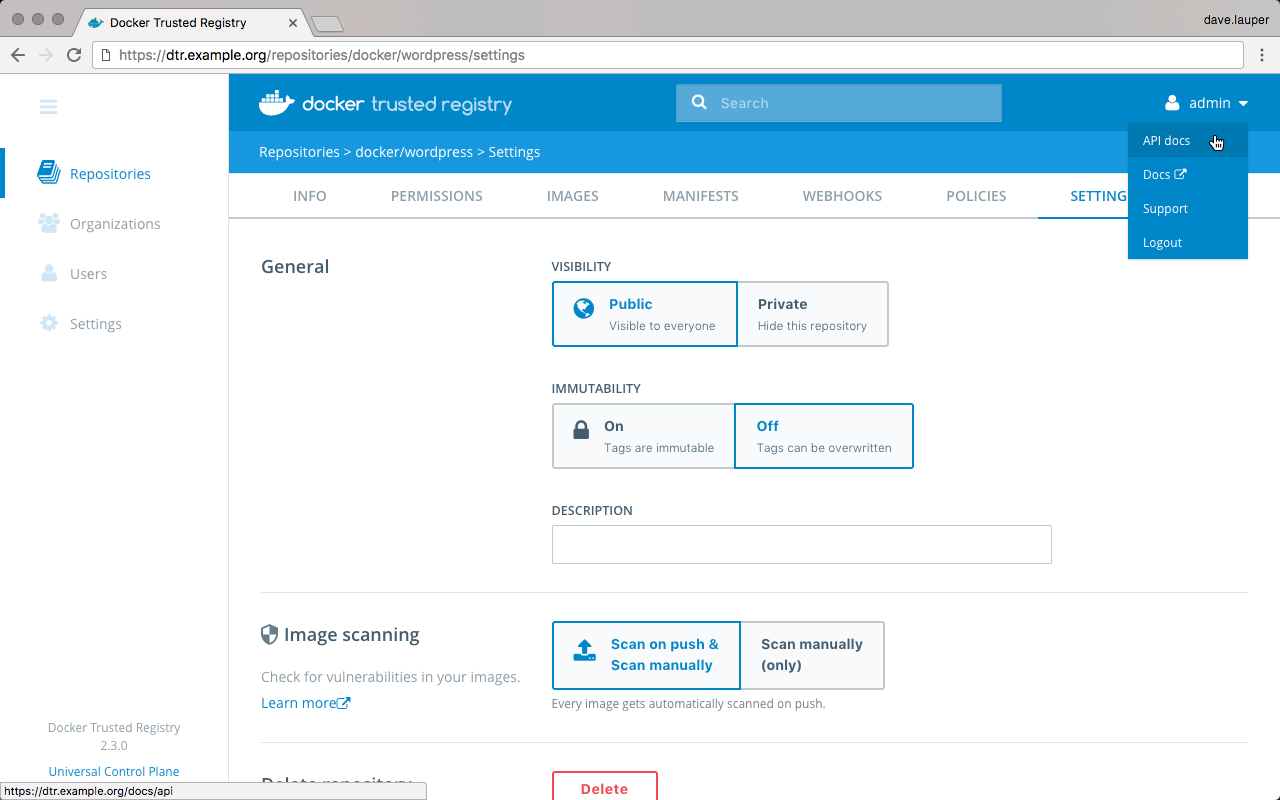 Docker Trusted Registry
dave.lauper
https://dtr.example.org/repositories/docker/wordpress/settings
docker trusted registry
Search
admin
Repositories > docker/wordpress > Settings
API docs
Docs
Support
Logout
Repositories
Organizations
Users
Settings
INFO
PERMISSIONS
IMAGES
MANIFESTS
WEBHOOKS
POLICIES
SETTING
General
VISIBILITY
Public
Visible to everyone
Private
Hide this repository
IMMUTABILITY
On
Tags are immutable
Off
Tags can be overwritten
DESCRIPTION
Image scanning
Check for vulnerabilities in your images.
Learn more
Scan on push &
Scan manually
Scan manually
(only)
Every image gets automatically scanned on push.
Delete repository
Delete
Docker Trusted Registry
2.3.0
Universal Control Plane
https://dtr.example.org/docs/api